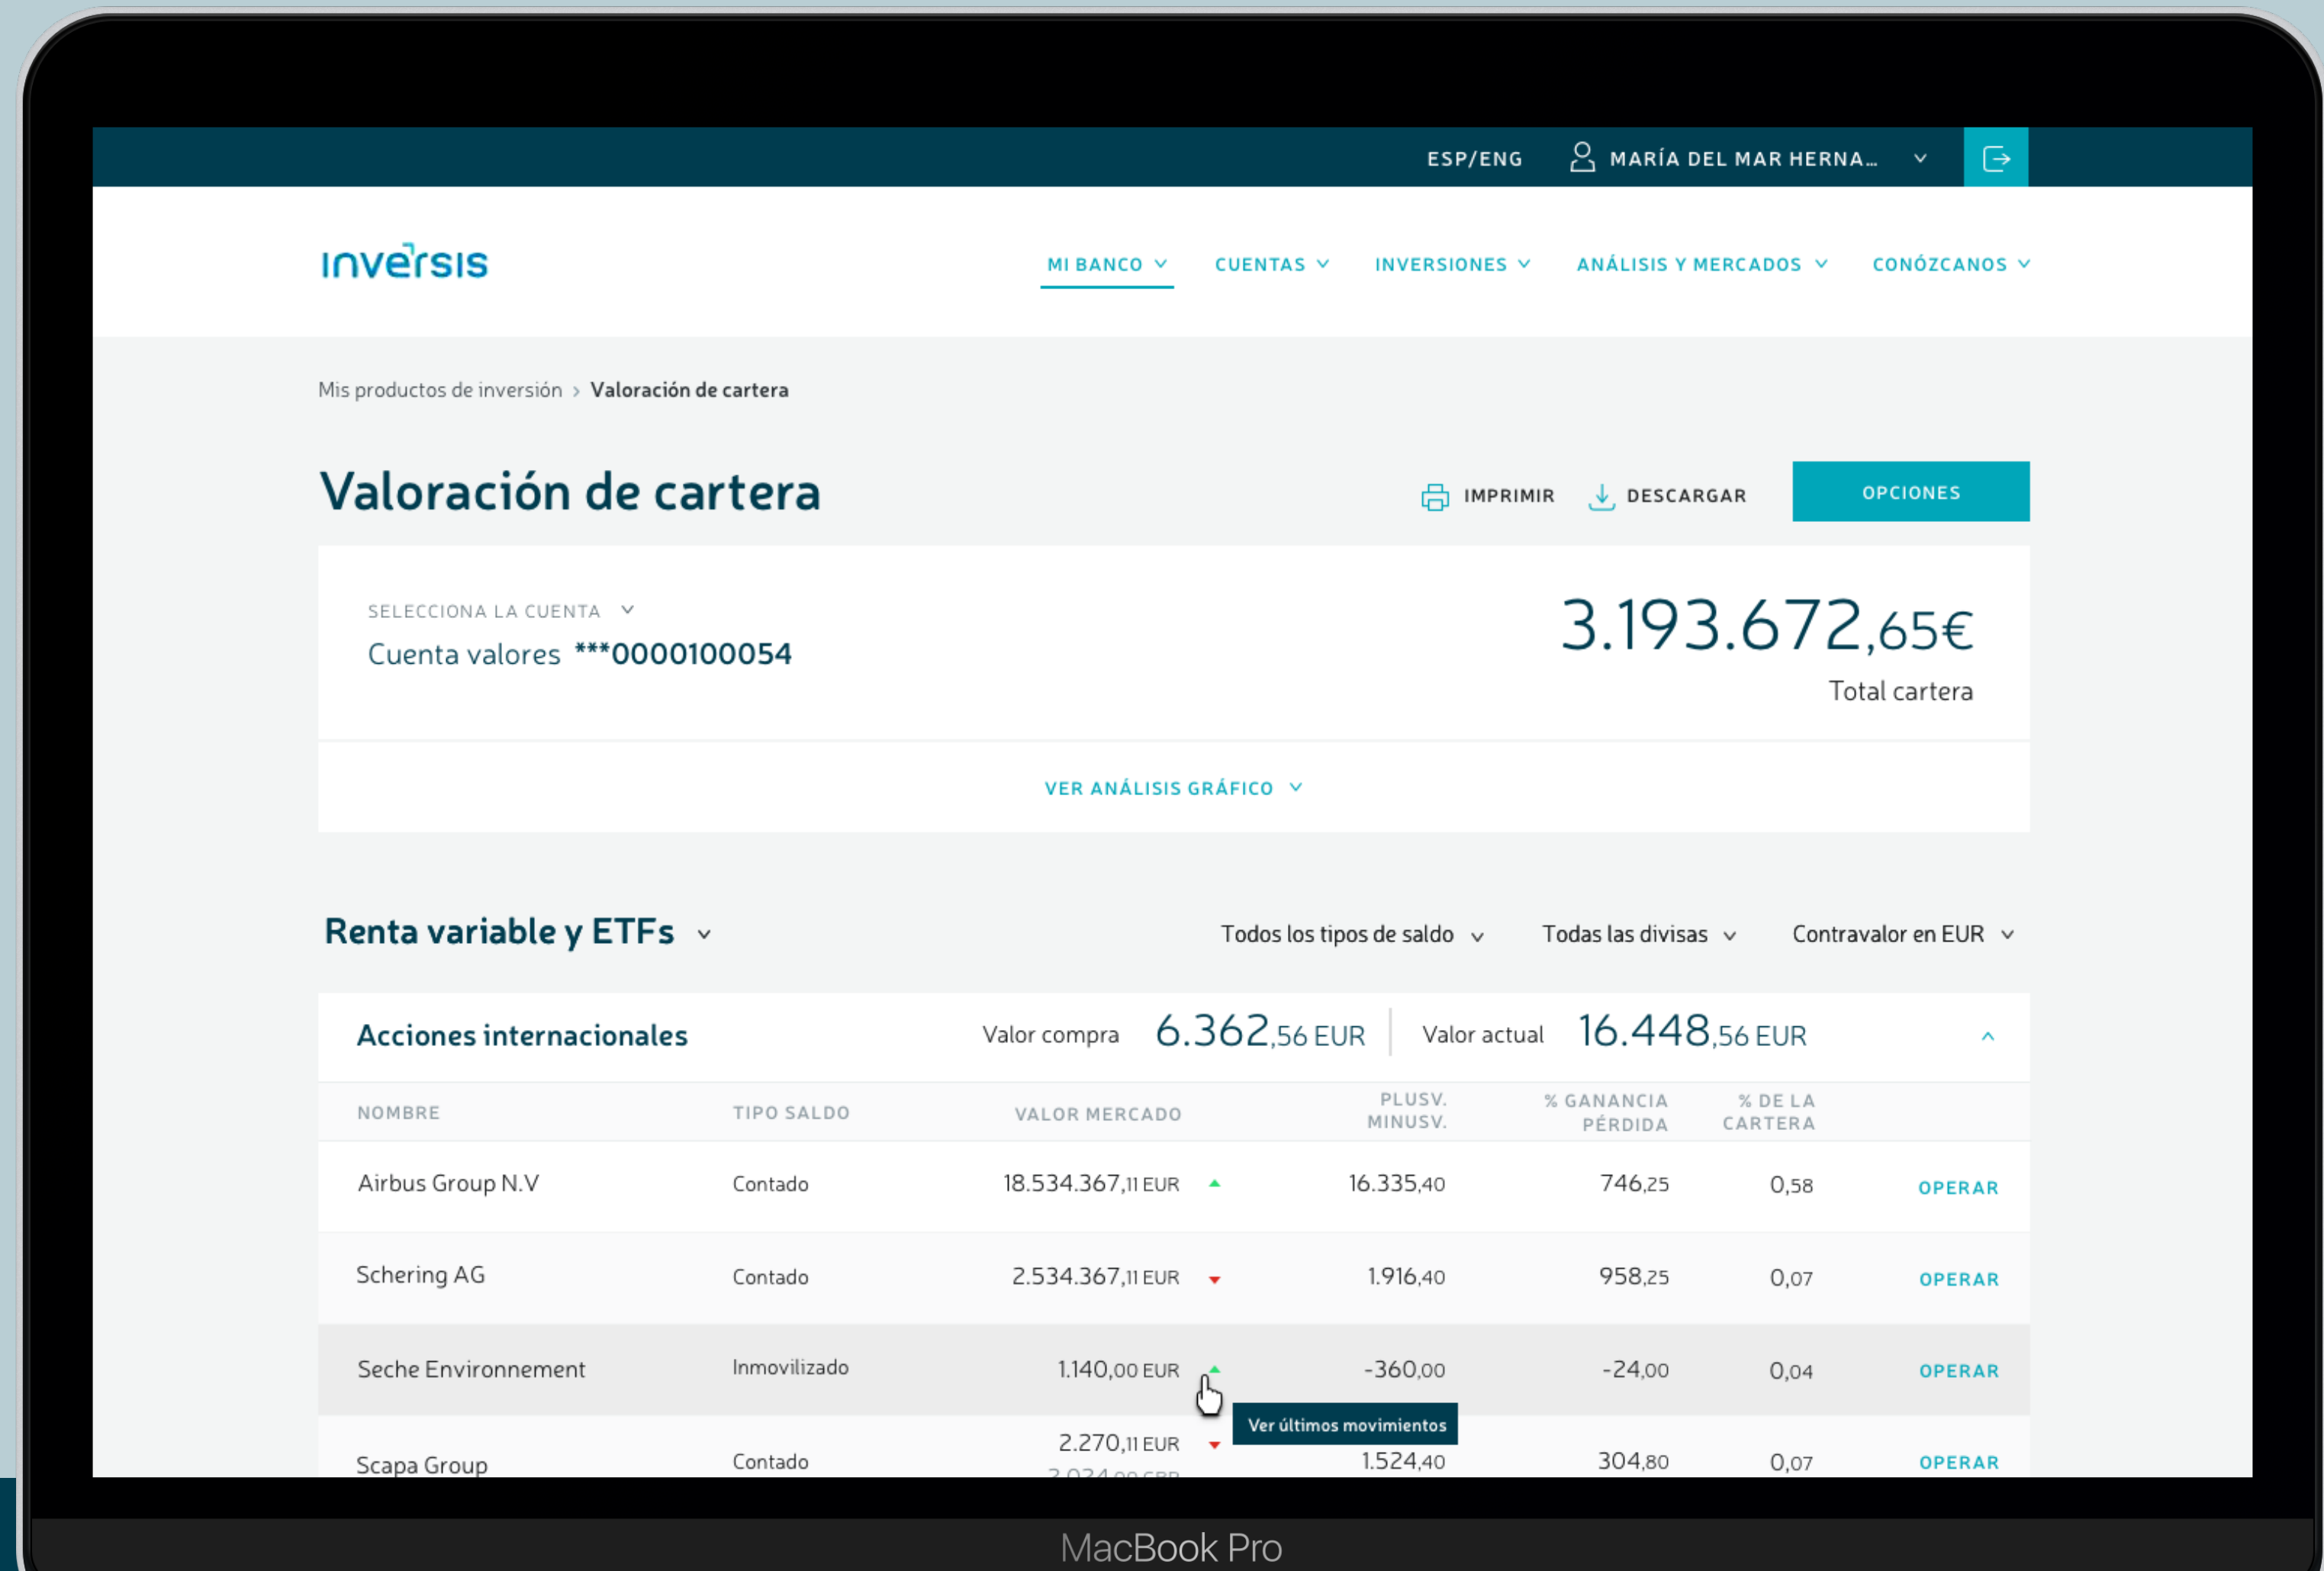 ESP/ENG MARÍA DEL MAR HERNA...
inversis
MI BANCO CUENTAS INVERSIONES ANÁLISIS Y MERCADOS CONÓZCANOS
Mis productos de inversión > Valoración de cartera
Valoración de cartera
IMPRIMIR DESCARGAR OPCIONES
SELECCIONA LA CUENTA
Cuenta valores ***0000100054
3.193.672,65€
Total cartera
VER ANÁLISIS GRÁFICO
Renta variable y ETFs
Todos los tipos de saldo Todas las divisas Contravalor en EUR
Acciones internacionales Valor compra 6.362,56 EUR Valor actual 16.448,56 EUR
NOMBRE TIPO SALDO VALOR MERCADO PLUSV. MINUSV. % GANANCIA PÉRDIDA % DE LA CARTERA
Airbus Group N.V Contado 18.534.367,11 EUR 16.335,40 746,25 0,58 OPERAR
Schering AG Contado 2.534.367,11 EUR 1.916,40 958,25 0,07 OPERAR
Seche Environnement Inmovilizado 1.140,00 EUR -360,00 -24,00 0,04 OPERAR
Ver últimos movimientos
Scapa Group Contado 2.270,11 EUR 1.524,40 304,80 0,07 OPERAR
2.024,00 GBP
MacBook Pro